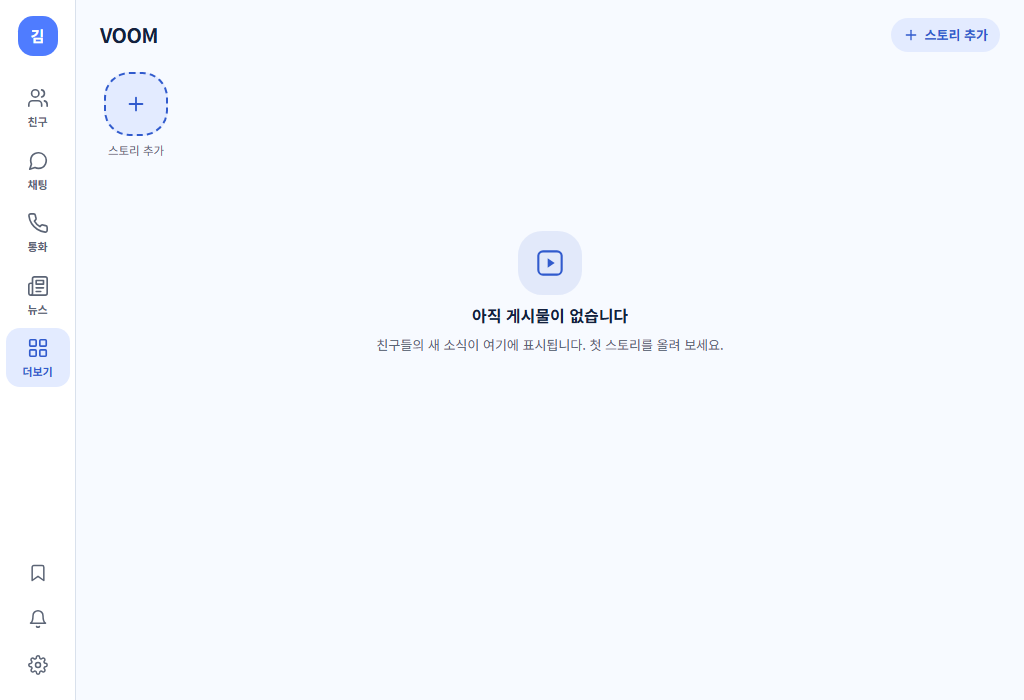 김
친구
채팅
통화
뉴스
더보기
VOOM
스토리 추가
스토리 추가
아직 게시물이 없습니다
친구들의 새 소식이 여기에 표시됩니다. 첫 스토리를 올려 보세요.